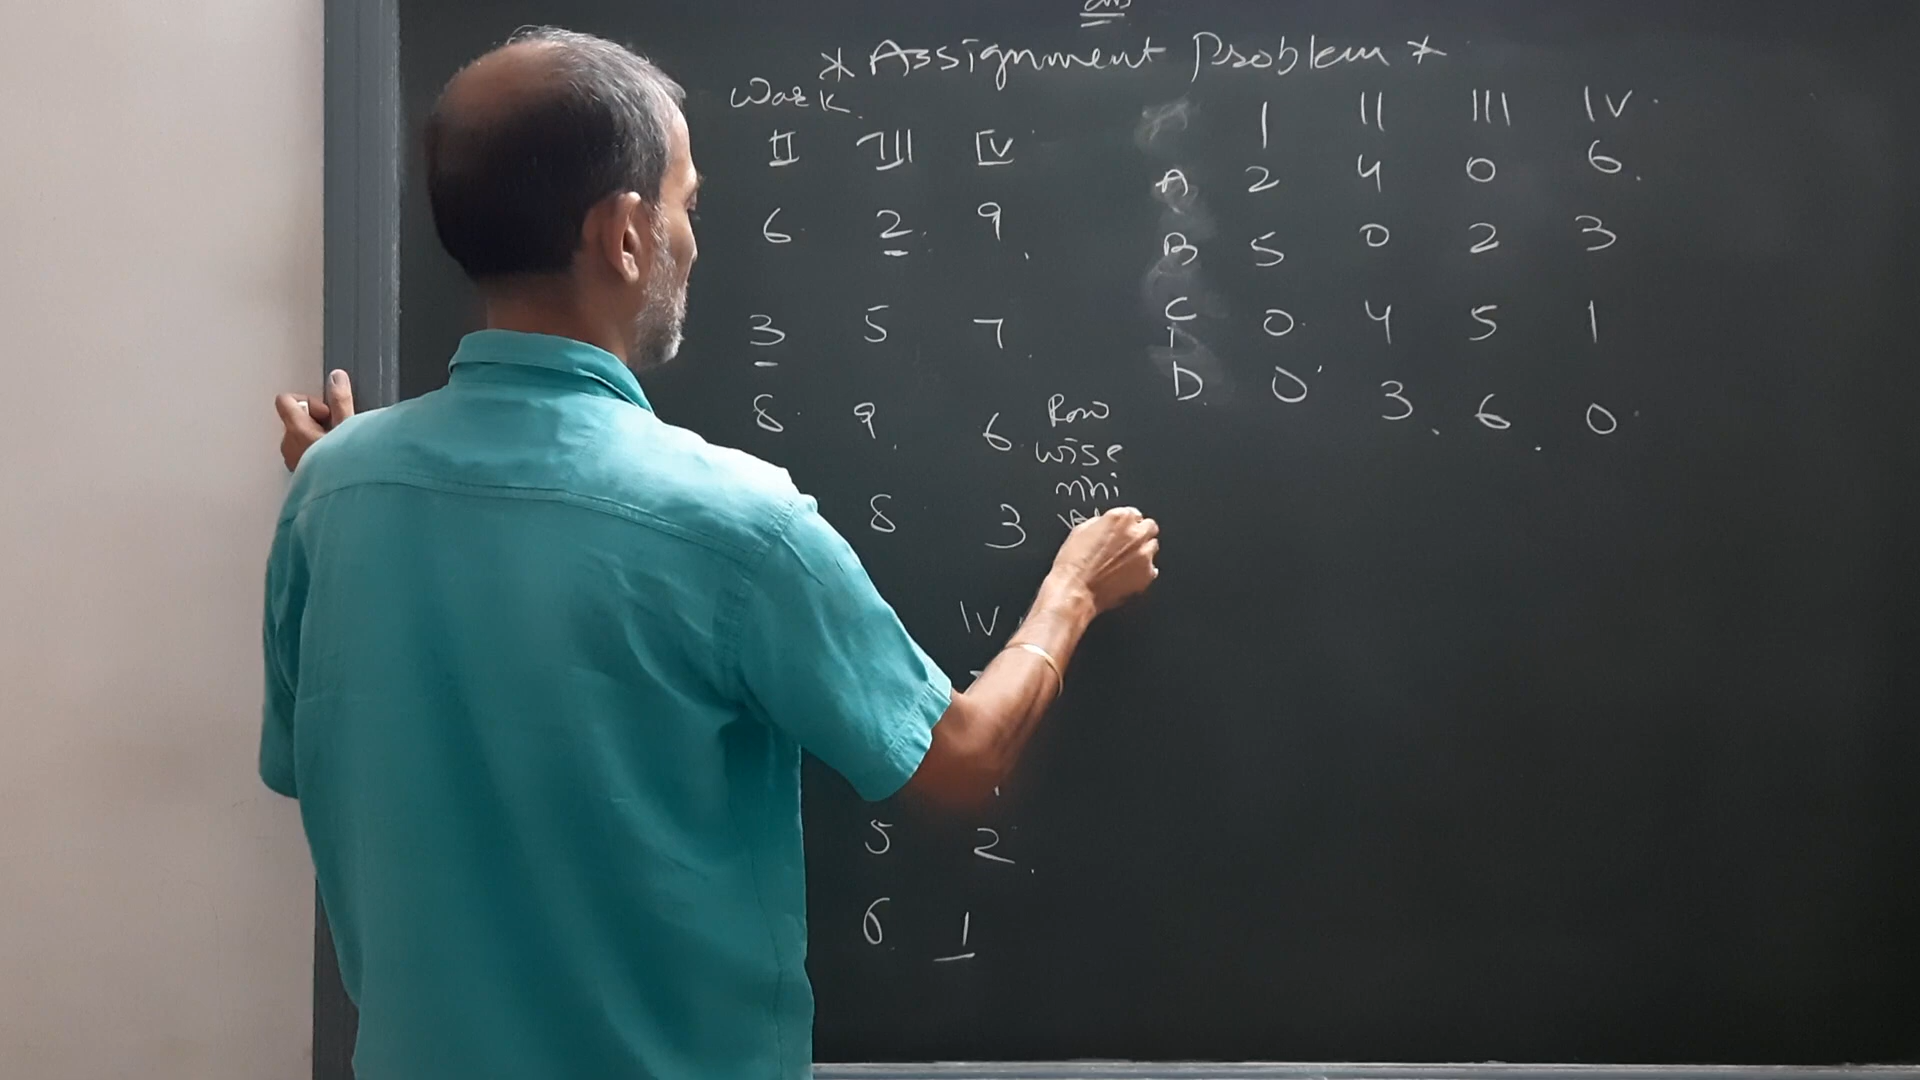 * Assignment Problem *
Work
II III IV
6 2 9
3 5 7
8 9 6
8 3
Row
wise
mini
IV
5 2
6 1
I II III IV
A 2 4 0 6
B 5 0 2 3
C 0 4 5 1
D 0 3 6 0